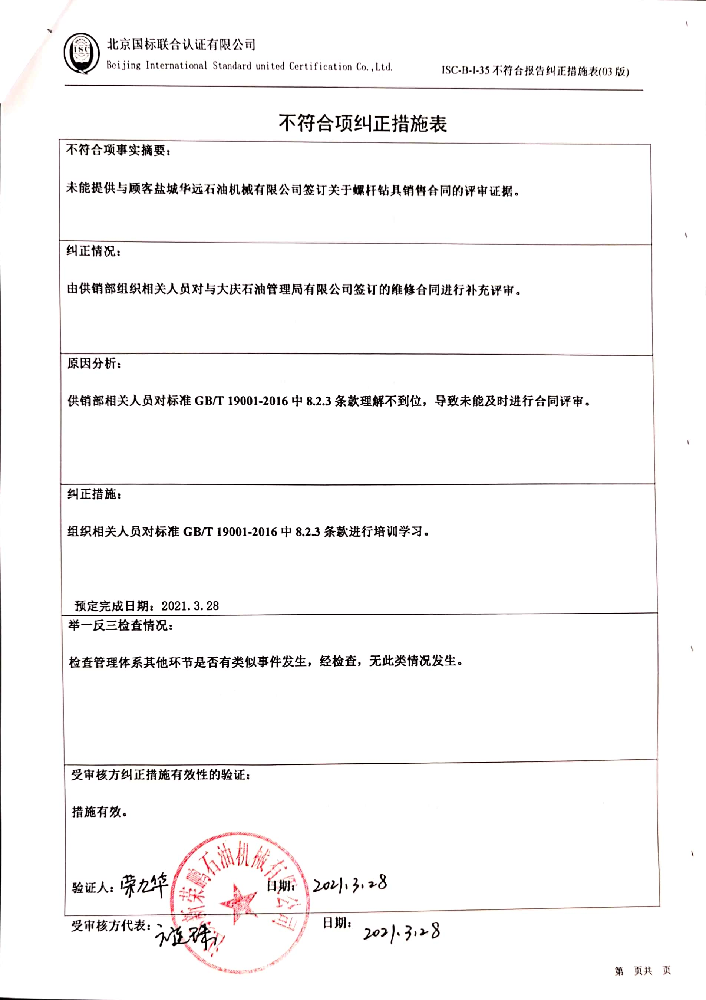 ISC
北京国标联合认证有限公司
Beijing International Standard united Certification Co.,Ltd.
ISC-B-I-35 不符合报告纠正措施表(03 版)
不符合项纠正措施表
不符合项事实摘要：
未能提供与顾客盐城华远石油机械有限公司签订关于螺杆钻具销售合同的评审证据。
纠正情况：
由供销部组织相关人员对与大庆石油管理局有限公司签订的维修合同进行补充评审。
原因分析：
供销部相关人员对标准 GB/T 19001-2016 中 8.2.3 条款理解不到位，导致未能及时进行合同评审。
纠正措施：
组织相关人员对标准 GB/T 19001-2016 中 8.2.3 条款进行培训学习。
预定完成日期：2021.3.28
举一反三检查情况：
检查管理体系其他环节是否有类似事件发生，经检查，无此类情况发生。
受审核方纠正措施有效性的验证：
措施有效。
验证人：荣九华 日期： 2021.3.28
荣鹏石油机械有限公司
受审核方代表： 日期： 2021.3.28
第 页共 页